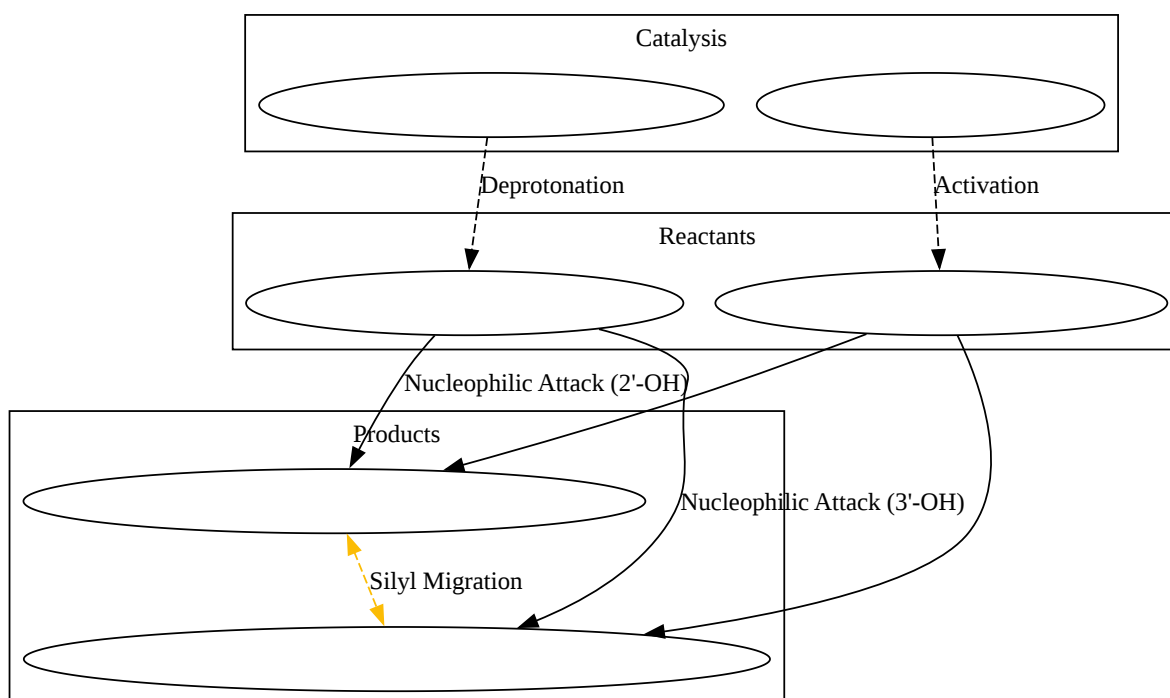 Catalysis
Deprotonation
Activation
Reactants
Nucleophilic Attack (2'-OH)
Products
Nucleophilic Attack (3'-OH)
Silyl Migration